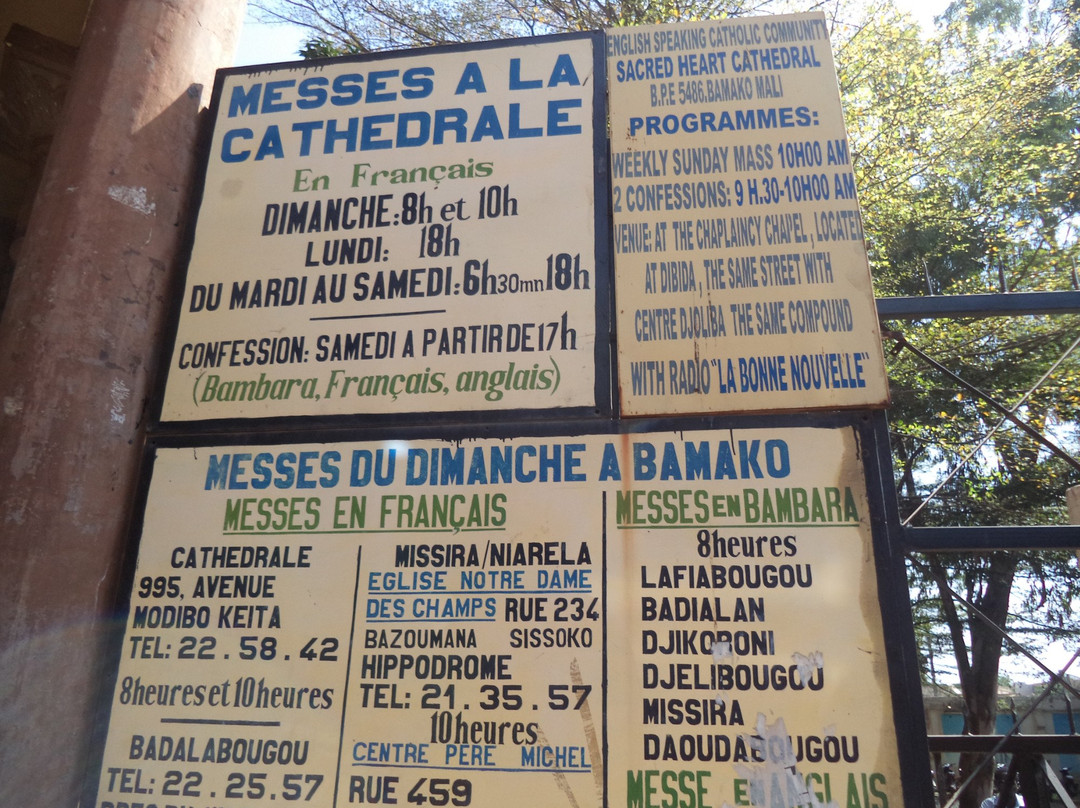 MESSES A LA
CATHEDRALE
En Français
DIMANCHE:8h et 10h
LUNDI: 18h
DU MARDI AU SAMEDI:6h30mn18h
CONFESSION: SAMEDI A PARTIR DE 17h
(Bambara, Français, anglais)
ENGLISH SPEAKING CATHOLIC COMMUNITY
SACRED HEART CATHEDRAL
B.P.E 5486.BAMAKO MALI
PROGRAMMES:
WEEKLY SUNDAY MASS 10H00 AM
2 CONFESSIONS: 9 H.30-10H00 AM
VENUE: AT THE CHAPLAINCY CHAPEL , LOCATED
AT DIBIDA , THE SAME STREET WITH
CENTRE DJOLIBA THE SAME COMPOUND
WITH RADIO "LA BONNE NOUVELLE"
MESSES DU DIMANCHE A BAMAKO
MESSES EN FRANÇAIS
CATHEDRALE
995, AVENUE
MODIBO KEITA
TEL: 22.58.42
8heures et 10heures
BADALABOUGOU
TEL: 22.25.57
MISSIRA/NIARELA
EGLISE NOTRE DAME
DES CHAMPS RUE 234
BAZOUMANA SISSOKO
HIPPODROME
TEL: 21.35.57
10heures
CENTRE PERE MICHEL
RUE 459
MESSES EN BAMBARA
8heures
LAFIABOUGOU
BADIALAN
DJIKORONI
DJELIBOUGOU
MISSIRA
DAOUDABOUGOU
MESSE EN ANGLAIS